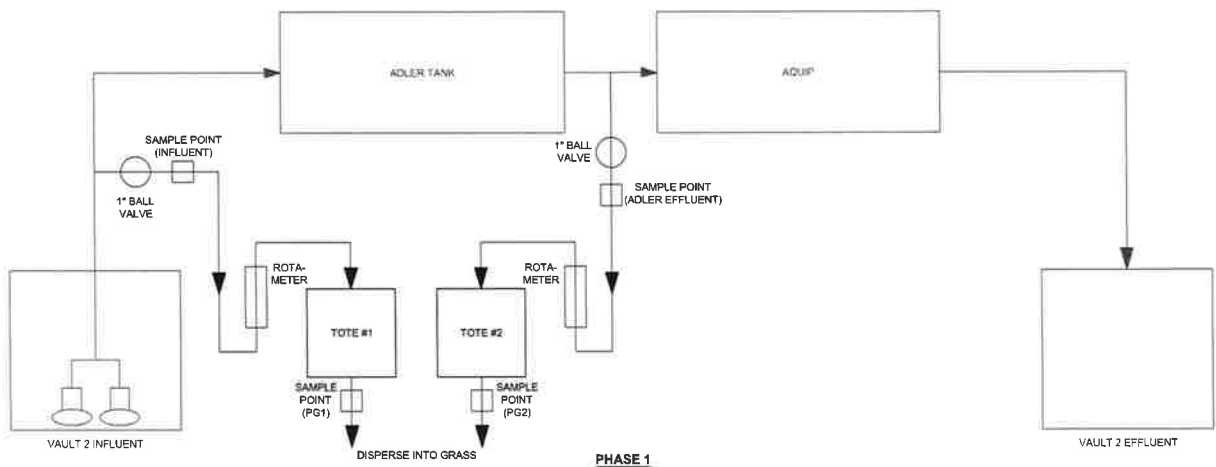 ADLER TANK
AQUIP
SAMPLE POINT
(INFLUENT)
1" BALL
VALVE
1" BALL
VALVE
SAMPLE POINT
(ADLER EFFLUENT)
ROTA-
METER
ROTA-
METER
TOTE #1
TOTE #2
SAMPLE
POINT
(PG1)
SAMPLE
POINT
(PG2)
VAULT 2 INFLUENT
DISPERSE INTO GRASS
VAULT 2 EFFLUENT
PHASE 1